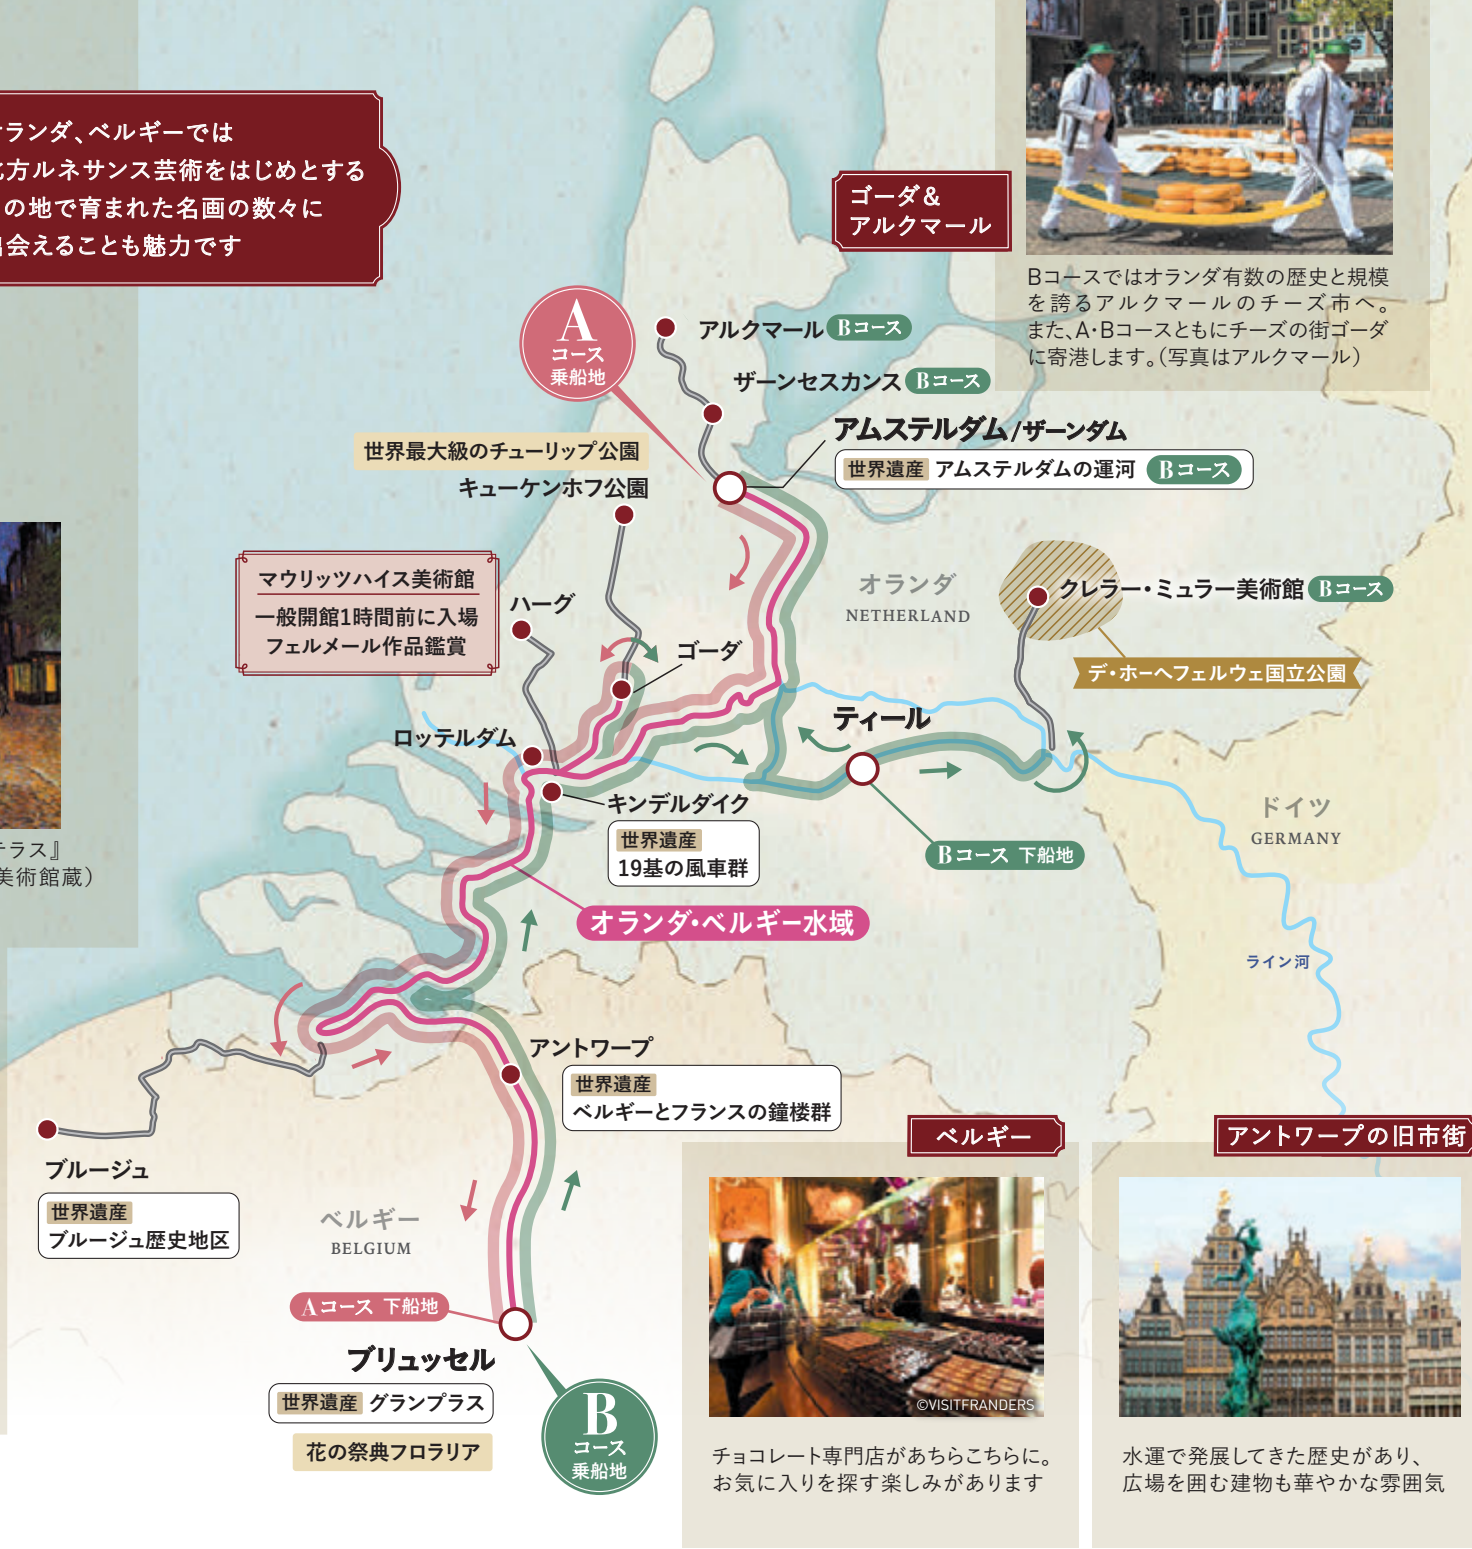 ランダ、ベルギーでは
方ルネサンス芸術をはじめとする
の地で育まれた名画の数々に
会えることも魅力です
ゴーダ&
アルクマール
Bコースではオランダ有数の歴史と規模
を誇るアルクマールのチーズ市へ。
また、A・Bコースともにチーズの街ゴーダ
に寄港します。(写真はアルクマール)
A
コース
乗船地
アルクマール Bコース
ザーンセスカンス Bコース
アムステルダム/ザーンダム
世界遺産 アムステルダムの運河 Bコース
世界最大級のチューリップ公園
キューケンホフ公園
マウリッツハイス美術館
一般開館1時間前に入場
フェルメール作品鑑賞
ハーグ
オランダ
NETHERLAND
クレラー・ミュラー美術館 Bコース
デ・ホーヘフェルウェ国立公園
ゴーダ
ティール
ロッテルダム
キンデルダイク
世界遺産
19基の風車群
Bコース 下船地
ドイツ
GERMANY
テラス』
美術館蔵)
オランダ・ベルギー水域
ライン河
アントワープ
世界遺産
ベルギーとフランスの鐘楼群
ブルージュ
世界遺産
ブルージュ歴史地区
ベルギー
BELGIUM
Aコース 下船地
ブリュッセル
世界遺産 グランプラス
花の祭典フロラリア
B
コース
乗船地
ベルギー
©VISITFRANDERS
チョコレート専門店があちらこちらに。
お気に入りを探す楽しみがあります
アントワープの旧市街
水運で発展してきた歴史があり、
広場を囲む建物も華やかな雰囲気